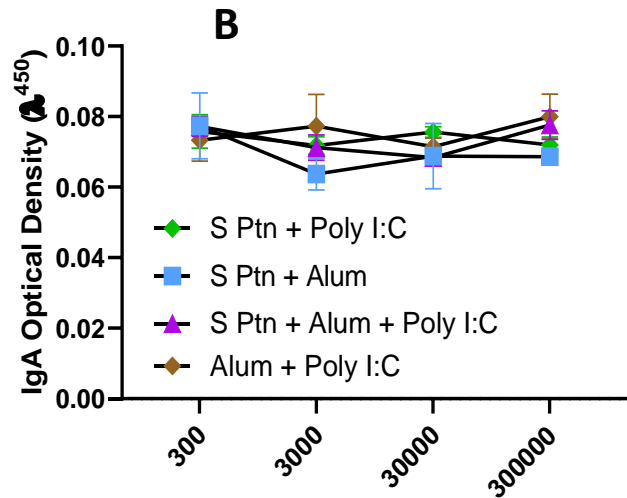 B
IgA Optical Density (λ450)
0.10
0.08
0.06
0.04
0.02
0.00
S Ptn + Poly I:C
S Ptn + Alum
S Ptn + Alum + Poly I:C
Alum + Poly I:C
300
3000
30000
300000